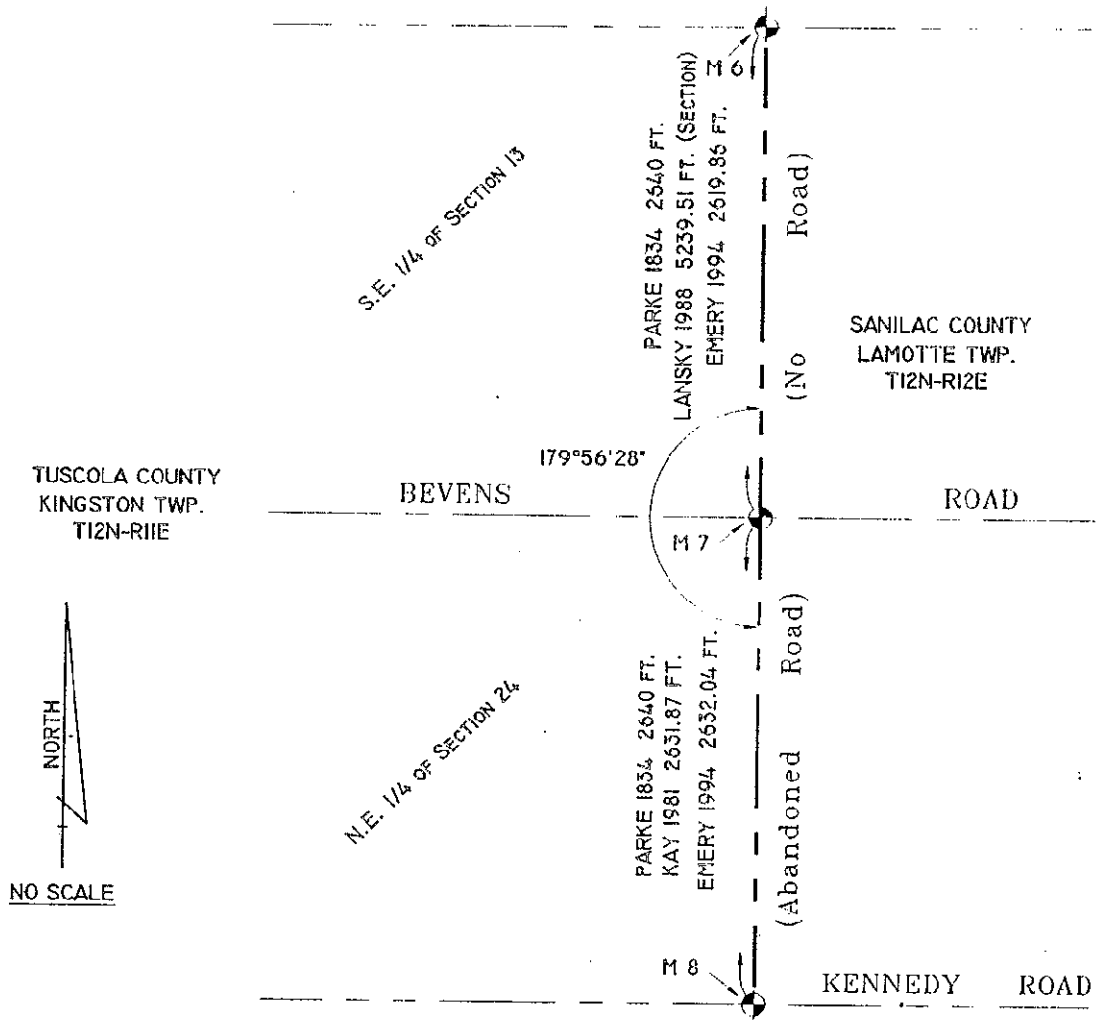 M 6
S.E. 1/4 OF SECTION 13
PARKE 1834 2640 FT.
LANSKY 1988 5239.51 FT. (SECTION)
EMERY 1994 2619.86 FT.
(No Road)
SANILAC COUNTY
LAMOTTE TWP.
T12N-R12E
179°56'28"
TUSCOLA COUNTY
KINGSTON TWP.
T12N-R11E
BEVENS ROAD
M 7
N.E. 1/4 OF SECTION 24
PARKE 1834 2640 FT.
KAY 1981 2631.87 FT.
EMERY 1994 2632.04 FT.
(Abandoned Road)
NORTH
NO SCALE
M 8
KENNEDY ROAD